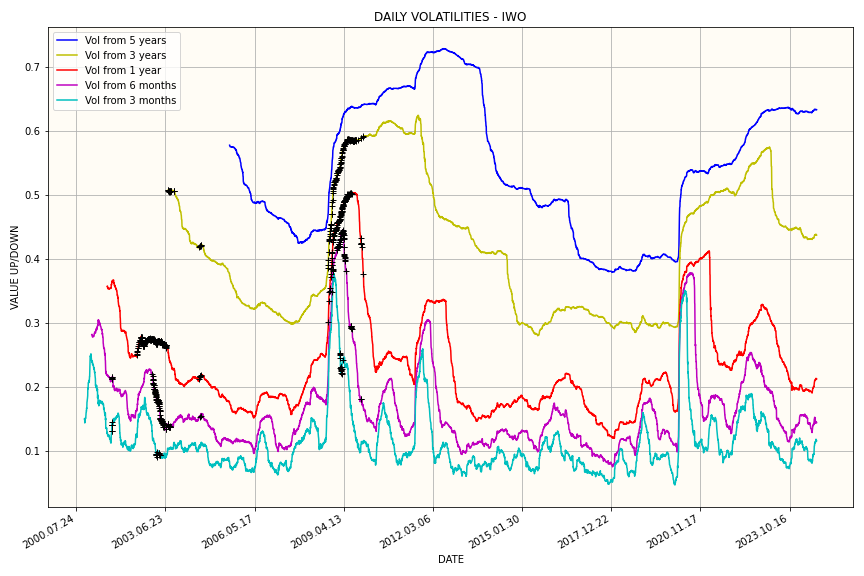 DAILY VOLATILITIES - IWO
Vol from 5 years
Vol from 3 years
Vol from 1 year
Vol from 6 months
Vol from 3 months
VALUE UP/DOWN
0.7
0.6
0.5
0.4
0.3
0.2
0.1
2000.07.24
2003.06.23
2006.05.17
2009.04.13
2012.03.06
2015.01.30
2017.12.22
2020.11.17
2023.10.16
DATE